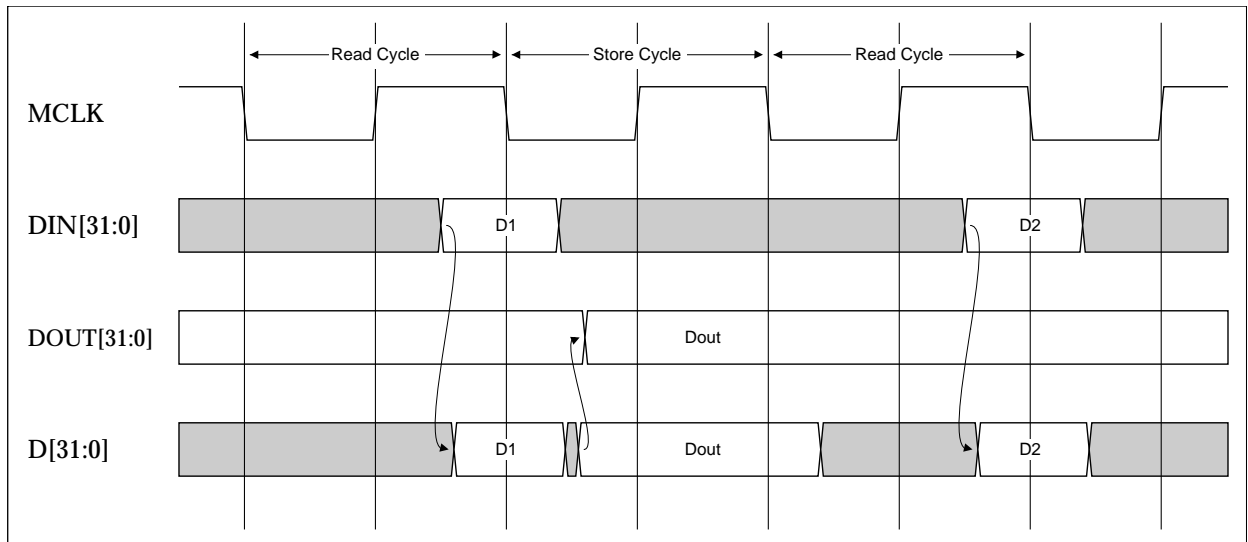 Read Cycle
Store Cycle
Read Cycle
MCLK
DIN[31:0]
D1
D2
DOUT[31:0]
Dout
D[31:0]
D1
Dout
D2